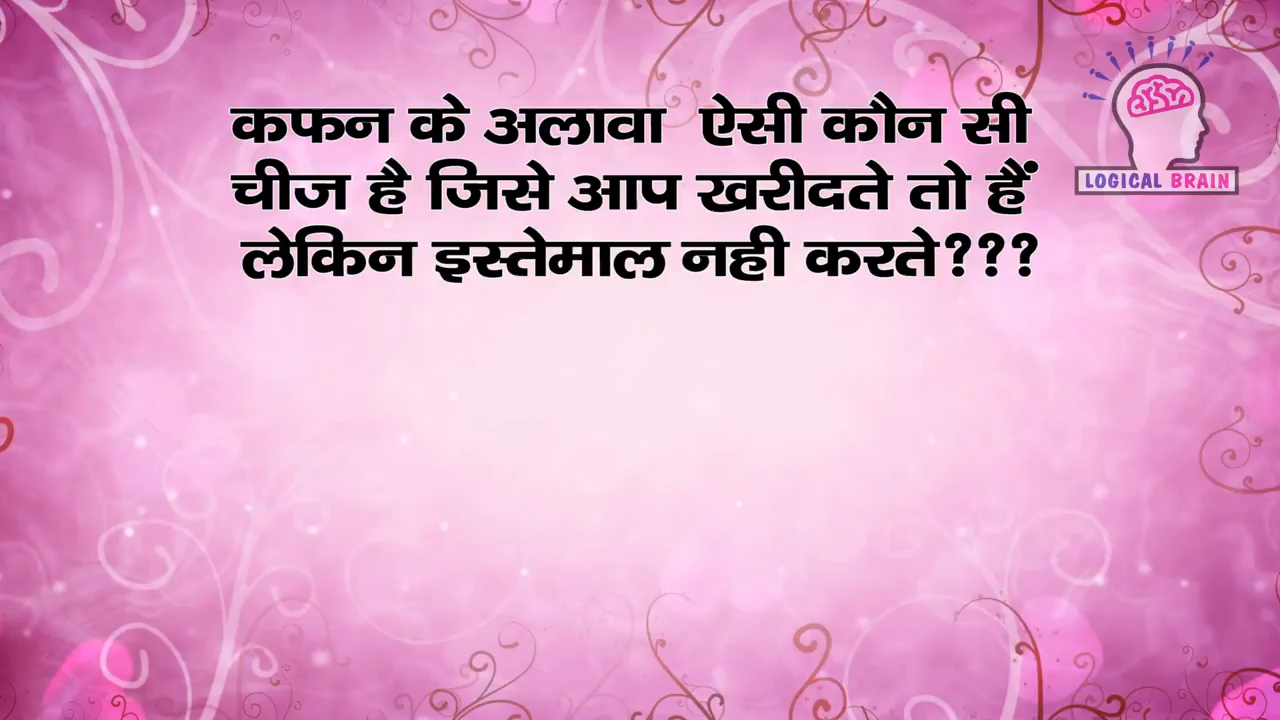 कफन के अलावा ऐसी कौन सी
चीज है जिसे आप खरीदते तो हैं
लेकिन इस्तेमाल नही करते???
LOGICAL BRAIN